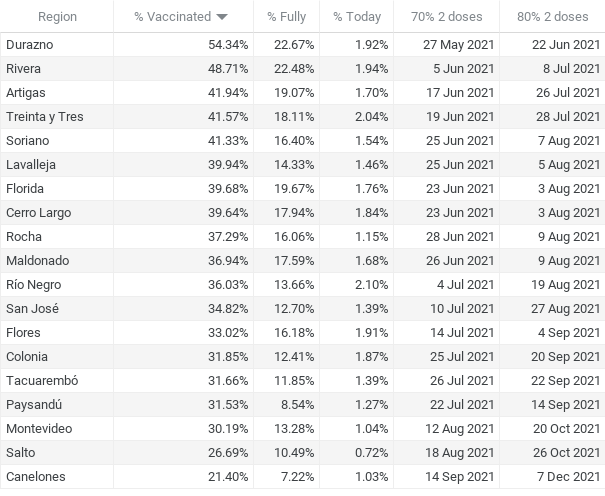 Region % Vaccinated % Fully % Today 70% 2 doses 80% 2 doses
Durazno 54.34% 22.67% 1.92% 27 May 2021 22 Jun 2021
Rivera 48.71% 22.48% 1.94% 5 Jun 2021 8 Jul 2021
Artigas 41.94% 19.07% 1.70% 17 Jun 2021 26 Jul 2021
Treinta y Tres 41.57% 18.11% 2.04% 19 Jun 2021 28 Jul 2021
Soriano 41.33% 16.40% 1.54% 25 Jun 2021 7 Aug 2021
Lavalleja 39.94% 14.33% 1.46% 25 Jun 2021 5 Aug 2021
Florida 39.68% 19.67% 1.76% 23 Jun 2021 3 Aug 2021
Cerro Largo 39.64% 17.94% 1.84% 23 Jun 2021 3 Aug 2021
Rocha 37.29% 16.06% 1.15% 28 Jun 2021 9 Aug 2021
Maldonado 36.94% 17.59% 1.68% 26 Jun 2021 9 Aug 2021
Río Negro 36.03% 13.66% 2.10% 4 Jul 2021 19 Aug 2021
San José 34.82% 12.70% 1.39% 10 Jul 2021 27 Aug 2021
Flores 33.02% 16.18% 1.91% 14 Jul 2021 4 Sep 2021
Colonia 31.85% 12.41% 1.87% 25 Jul 2021 20 Sep 2021
Tacuarembó 31.66% 11.85% 1.39% 26 Jul 2021 22 Sep 2021
Paysandú 31.53% 8.54% 1.27% 22 Jul 2021 14 Sep 2021
Montevideo 30.19% 13.28% 1.04% 12 Aug 2021 20 Oct 2021
Salto 26.69% 10.49% 0.72% 18 Aug 2021 26 Oct 2021
Canelones 21.40% 7.22% 1.03% 14 Sep 2021 7 Dec 2021